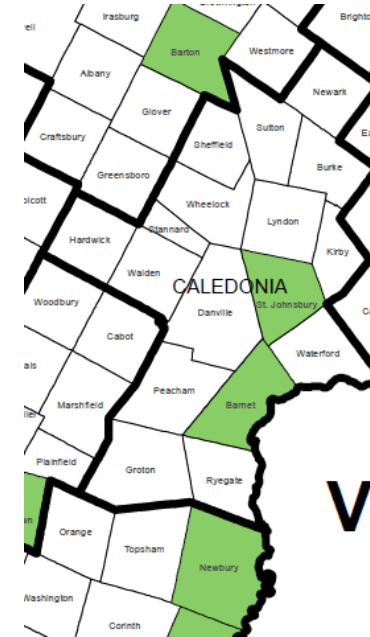 Irasburg
Barton
Westmore
Albany
Newark
Glover
Sutton
Craftsbury
Sheffield
Burke
Greensboro
Wheelock
Lyndon
Stannard
Hardwick
Kirby
Walden
CALEDONIA
Woodbury
St. Johnsbury
Danville
Cabot
Waterford
Peacham
Marshfield
Barnet
Plainfield
Groton
Ryegate
V
Orange
Topsham
Newbury
Washington
Corinth